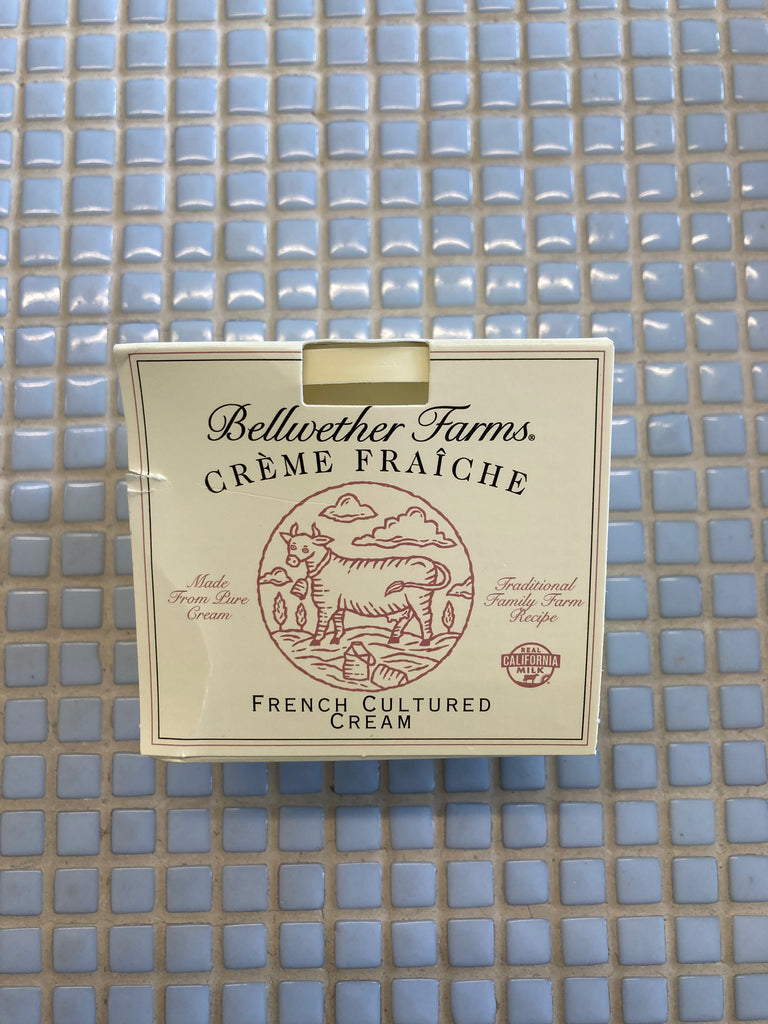 Bellwether Farms®
CRÈME FRAÎCHE
Made
From Pure
Cream
Traditional
Family Farm
Recipe
REAL
CALIFORNIA
MILK
FRENCH CULTURED
CREAM